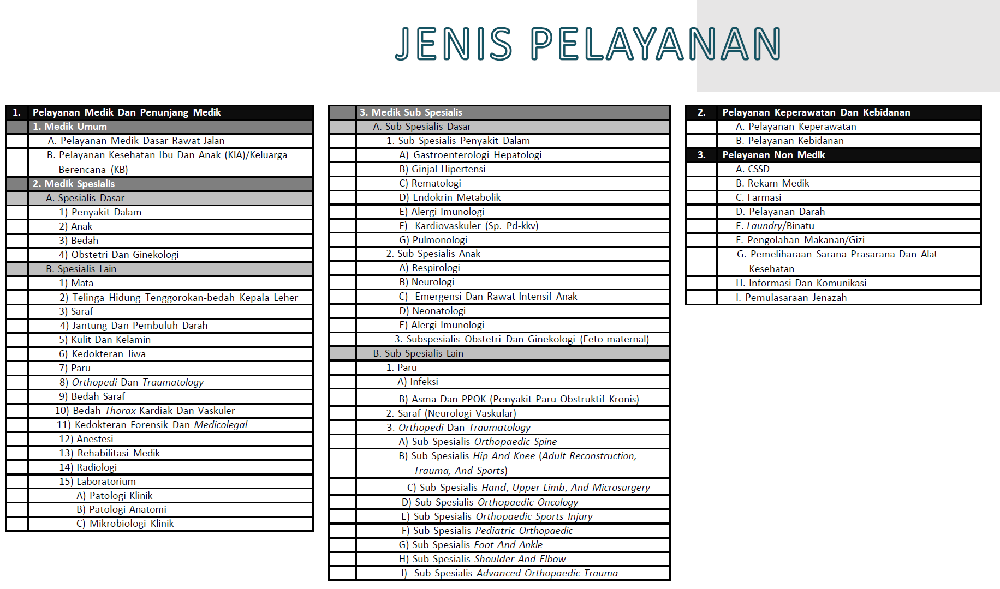 JENIS PELAYANAN
1. Pelayanan Medik Dan Penunjang Medik
1. Medik Umum
A. Pelayanan Medik Dasar Rawat Jalan
B. Pelayanan Kesehatan Ibu Dan Anak (KIA)/Keluarga
Berencana (KB)
2. Medik Spesialis
A. Spesialis Dasar
1) Penyakit Dalam
2) Anak
3) Bedah
4) Obstetri Dan Ginekologi
B. Spesialis Lain
1) Mata
2) Telinga Hidung Tenggorokan-bedah Kepala Leher
3) Saraf
4) Jantung Dan Pembuluh Darah
5) Kulit Dan Kelamin
6) Kedokteran Jiwa
7) Paru
8) Orthopedi Dan Traumatology
9) Bedah Saraf
10) Bedah Thorax Kardiak Dan Vaskuler
11) Kedokteran Forensik Dan Medicolegal
12) Anestesi
13) Rehabilitasi Medik
14) Radiologi
15) Laboratorium
A) Patologi Klinik
B) Patologi Anatomi
C) Mikrobiologi Klinik
3. Medik Sub Spesialis
A. Sub Spesialis Dasar
1. Sub Spesialis Penyakit Dalam
A) Gastroenterologi Hepatologi
B) Ginjal Hipertensi
C) Rematologi
D) Endokrin Metabolik
E) Alergi Imunologi
F) Kardiovaskuler (Sp. Pd-kkv)
G) Pulmonologi
2. Sub Spesialis Anak
A) Respirologi
B) Neurologi
C) Emergensi Dan Rawat Intensif Anak
D) Neonatologi
E) Alergi Imunologi
3. Subspesialis Obstetri Dan Ginekologi (Feto-maternal)
B. Sub Spesialis Lain
1. Paru
A) Infeksi
B) Asma Dan PPOK (Penyakit Paru Obstruktif Kronis)
2. Saraf (Neurologi Vaskular)
3. Orthopedi Dan Traumatology
A) Sub Spesialis Orthopaedic Spine
B) Sub Spesialis Hip And Knee (Adult Reconstruction,
Trauma, And Sports)
C) Sub Spesialis Hand, Upper Limb, And Microsurgery
D) Sub Spesialis Orthopaedic Oncology
E) Sub Spesialis Orthopaedic Sports Injury
F) Sub Spesialis Pediatric Orthopaedic
G) Sub Spesialis Foot And Ankle
H) Sub Spesialis Shoulder And Elbow
I) Sub Spesialis Advanced Orthopaedic Trauma
2. Pelayanan Keperawatan Dan Kebidanan
A. Pelayanan Keperawatan
B. Pelayanan Kebidanan
3. Pelayanan Non Medik
A. CSSD
B. Rekam Medik
C. Farmasi
D. Pelayanan Darah
E. Laundry/Binatu
F. Pengolahan Makanan/Gizi
G. Pemeliharaan Sarana Prasarana Dan Alat
Kesehatan
H. Informasi Dan Komunikasi
I. Pemulasaraan Jenazah